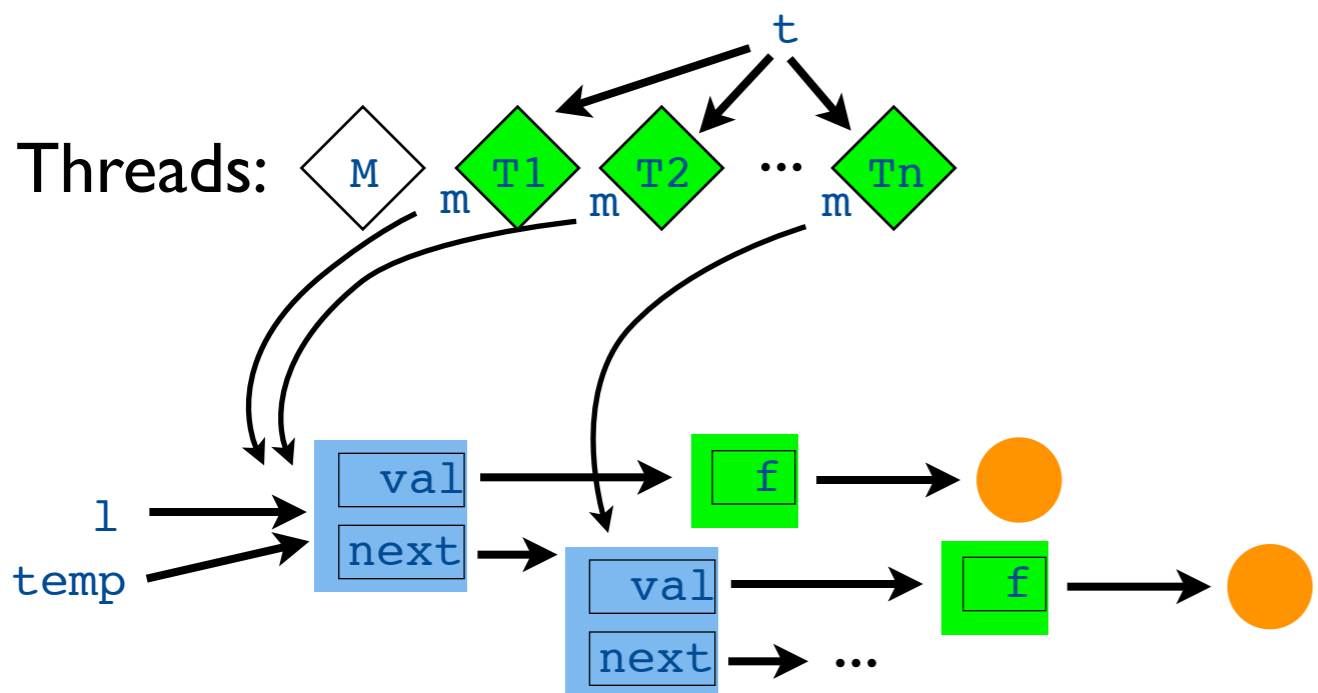 t
Threads: M T1 T2 ... Tn
m m m
val f
l
next
temp
val f
next ...